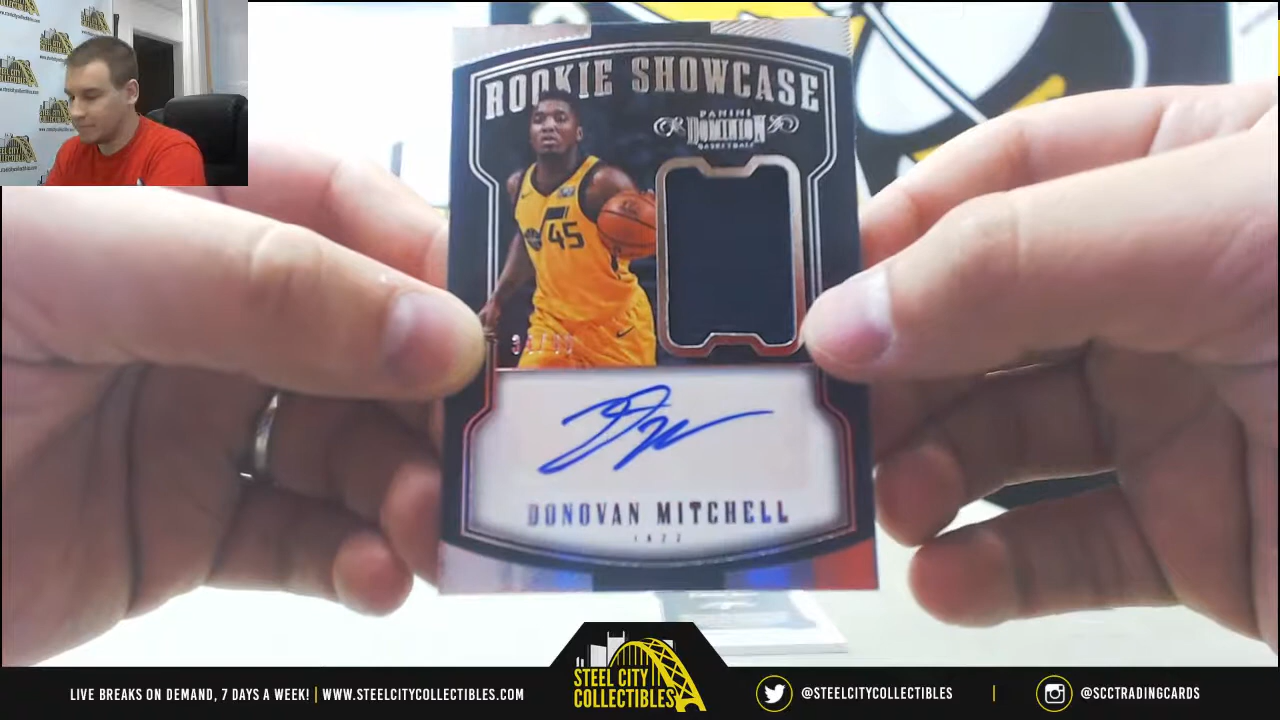 ROOKIE SHOWCASE
PANINI
DOMINION
BASKETBALL
45
DONOVAN MITCHELL
JAZZ
LIVE BREAKS ON DEMAND, 7 DAYS A WEEK! | WWW.STEELCITYCOLLECTIBLES.COM
STEEL CITY
COLLECTIBLES
@STEELCITYCOLLECTIBLES | @SCCTRADINGCARDS